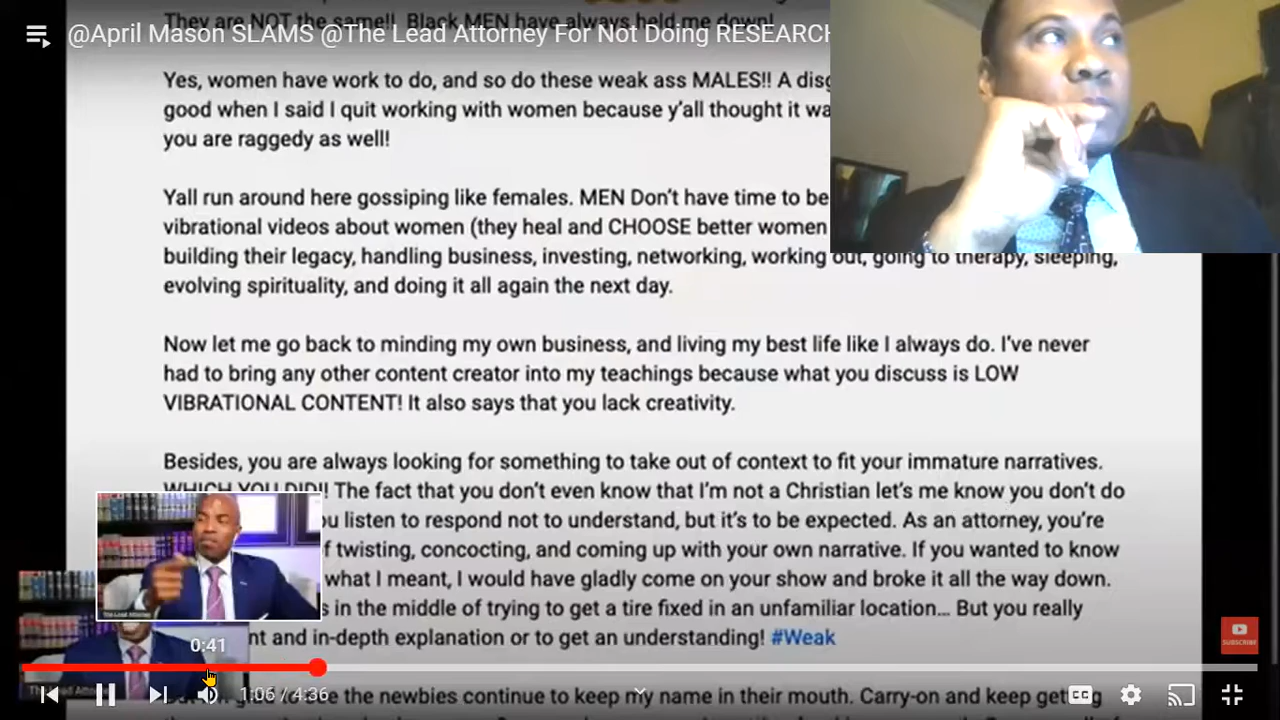 They are NOT the same!! Black MEN have always held me down!
@April Mason SLAMS @The Lead Attorney For Not Doing RESEARCH
Yes, women have work to do, and so do these weak ass MALES!! A
good when I said I quit working with women because y'all thought it
you are raggedy as well!
Yall run around here gossiping like females. MEN Don't have time to be
vibrational videos about women (they heal and CHOOSE better women
building their legacy, handling business, investing, networking, working out, going to therapy, sleeping,
evolving spirituality, and doing it all again the next day.
Now let me go back to minding my own business, and living my best life like I always do. I've never
had to bring any other content creator into my teachings because what you discuss is LOW
VIBRATIONAL CONTENT! It also says that you lack creativity.
Besides, you are always looking for something to take out of context to fit your immature narratives.
WHICH YOU DID!! The fact that you don't even know that I'm not a Christian let's me know you don't do
listen to respond not to understand, but it's to be expected. As an attorney, you're
twisting, concocting, and coming up with your own narrative. If you wanted to know
what I meant, I would have gladly come on your show and broke it all the way down.
in the middle of trying to get a tire fixed in an unfamiliar location... But you really
and in-depth explanation or to get an understanding! #Weak
The Lead Attorney
0:41
SUBSCRIBE
1:06 / 4:36
see the newbies continue to keep my name in their mouth. Carry-on and keep getting
CC